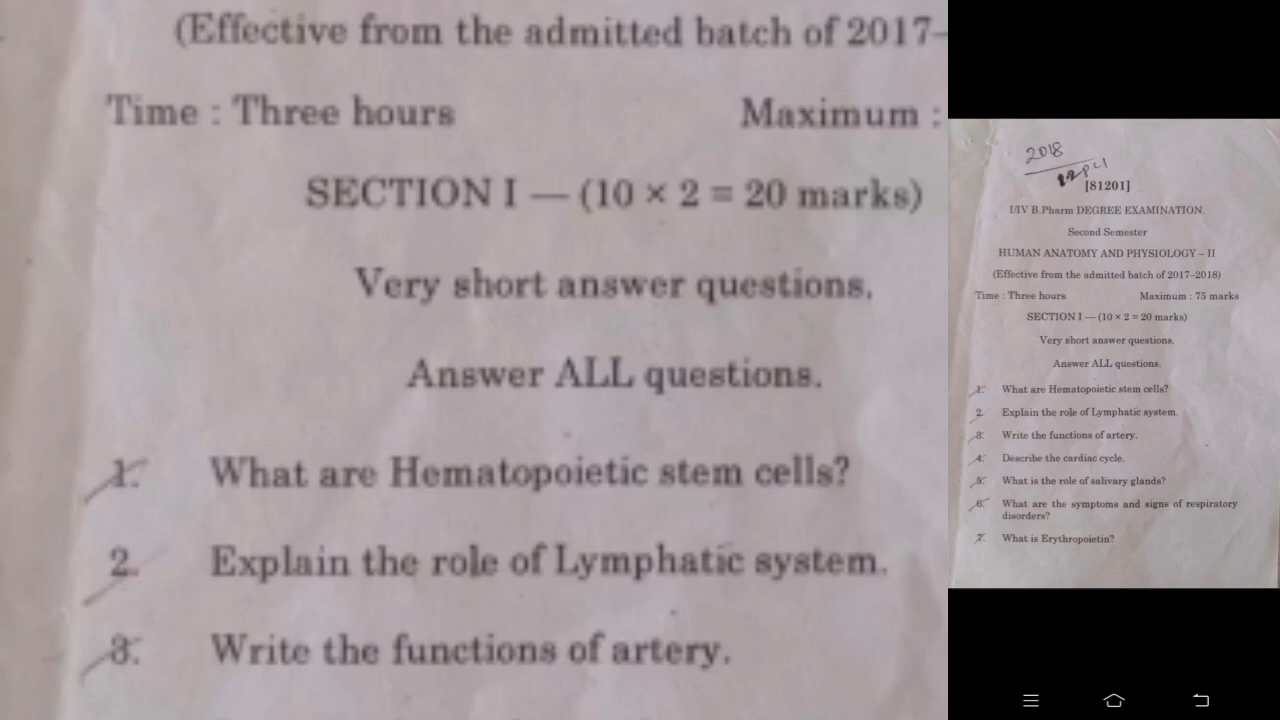 (Effective from the admitted batch of 2017–
Time : Three hours Maximum :
SECTION I — (10 × 2 = 20 marks)
Very short answer questions.
Answer ALL questions.
1. What are Hematopoietic stem cells?
2. Explain the role of Lymphatic system.
3. Write the functions of artery.
2018
[81201]
I/IV B.Pharm DEGREE EXAMINATION.
Second Semester
HUMAN ANATOMY AND PHYSIOLOGY – II
(Effective from the admitted batch of 2017–2018)
Time : Three hours Maximum : 75 marks
SECTION I — (10 × 2 = 20 marks)
Very short answer questions.
Answer ALL questions.
1. What are Hematopoietic stem cells?
2. Explain the role of Lymphatic system.
3. Write the functions of artery.
4. Describe the cardiac cycle.
5. What is the role of salivary glands?
6. What are the symptoms and signs of respiratory
disorders?
7. What is Erythropoietin?